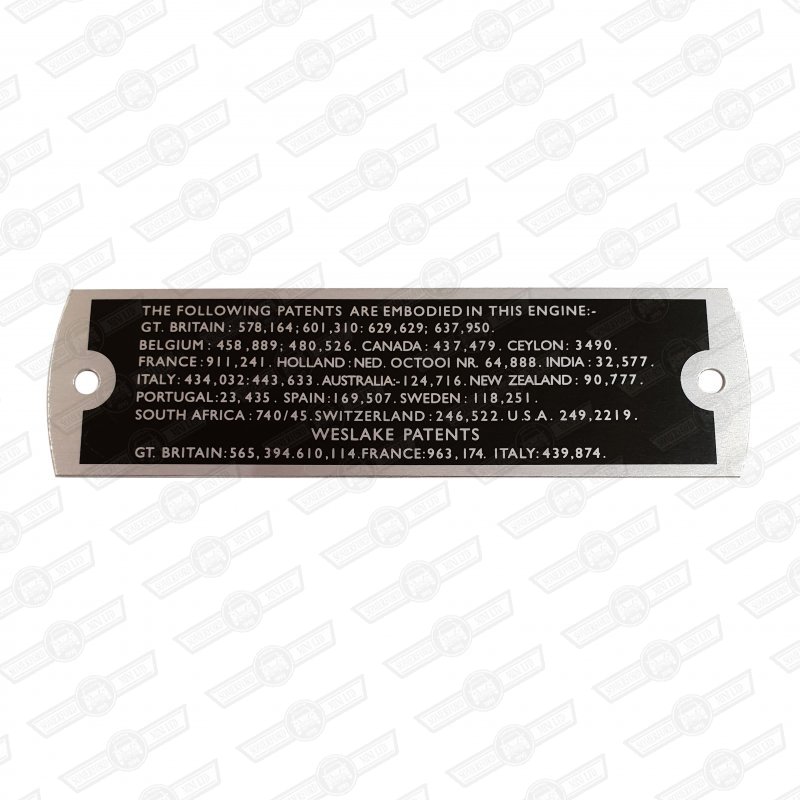 THE FOLLOWING PATENTS ARE EMBODIED IN THIS ENGINE:-
GT. BRITAIN: 578,164; 601,310: 629,629; 637,950.
BELGIUM: 458,889; 480,526. CANADA: 437,479. CEYLON: 3490.
FRANCE: 911,241. HOLLAND: NED. OCTOOI NR. 64,888. INDIA: 32,577.
ITALY: 434,032: 443,633. AUSTRALIA-124,716. NEW ZEALAND: 90,777.
PORTUGAL: 23,435. SPAIN: 169,507. SWEDEN: 118,251.
SOUTH AFRICA: 740/45. SWITZERLAND: 246,522. U.S.A. 249,2219.
WESLAKE PATENTS
GT. BRITAIN: 565, 394.610,114. FRANCE: 963,174. ITALY: 439,874.